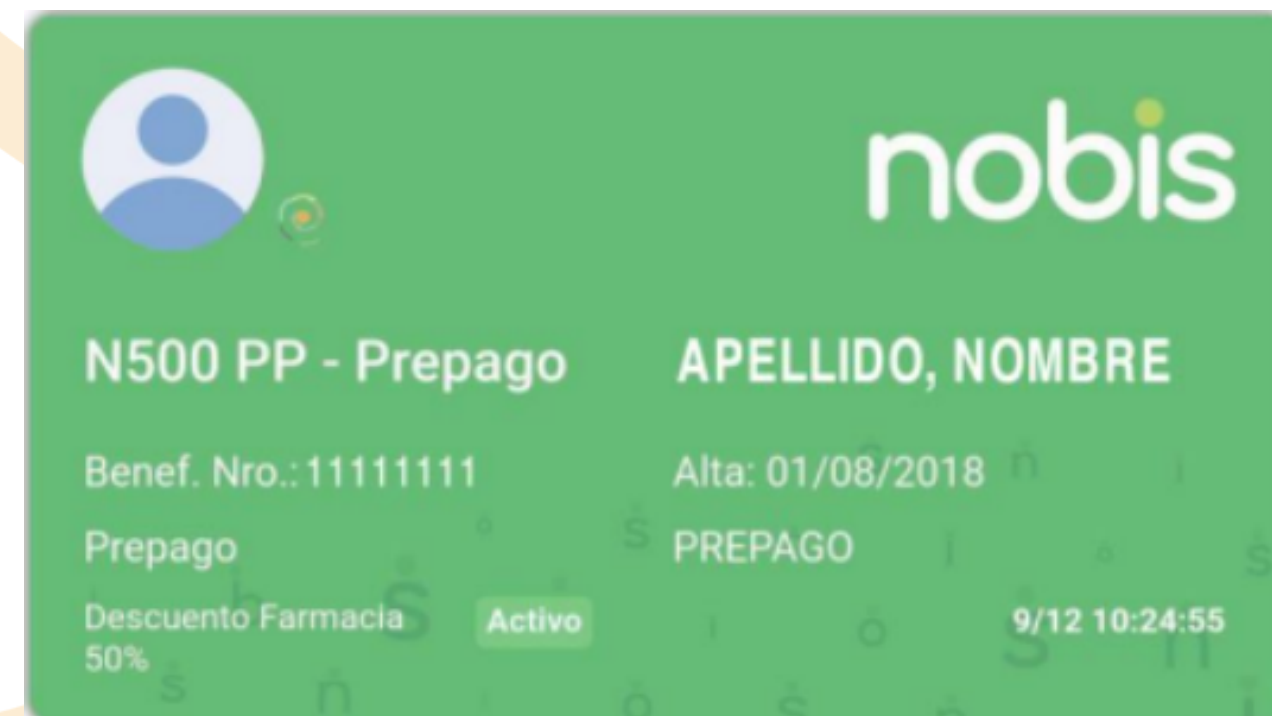 nobis
N500 PP - Prepago
APELLIDO, NOMBRE
Benef. Nro.: 11111111
Alta: 01/08/2018
Prepago
PREPAGO
Descuento Farmacia
50%
Activo
9/12 10:24:55